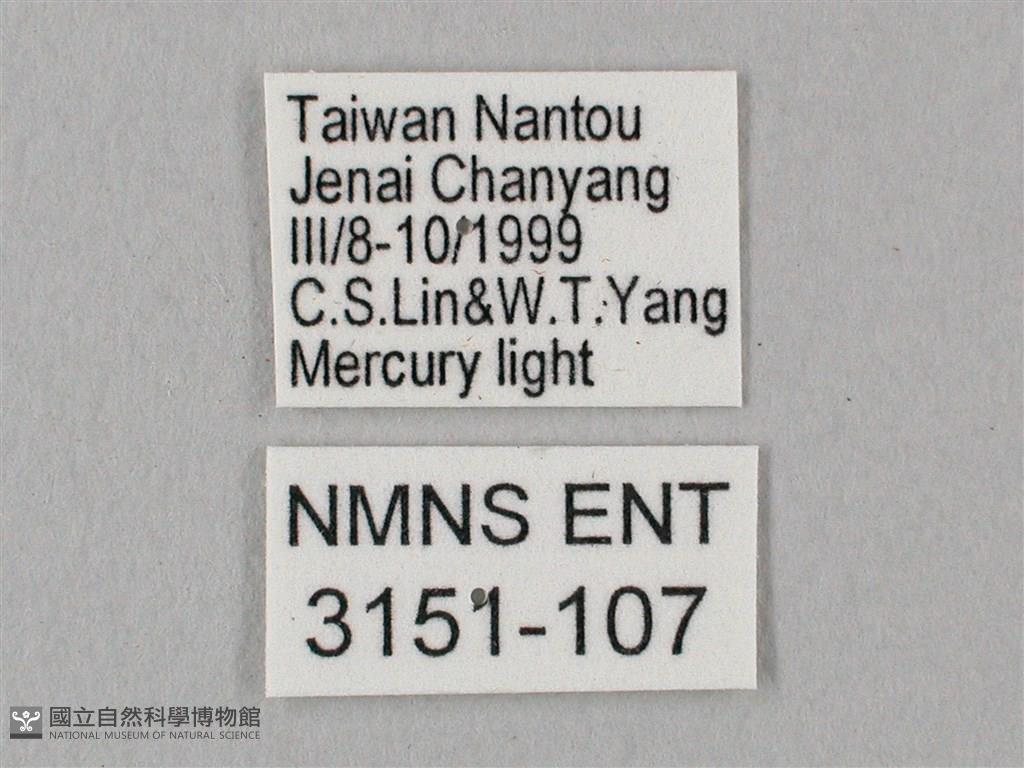 Taiwan Nantou
Jenai Chanyang
III/8-10/1999
C.S.Lin&W.T.Yang
Mercury light
NMNS ENT
3151-107
國立自然科學博物館
NATIONAL MUSEUM OF NATURAL SCIENCE